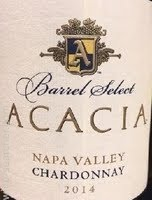 A
Barrel Select
ACACIA
NAPA VALLEY
CHARDONNAY
2014